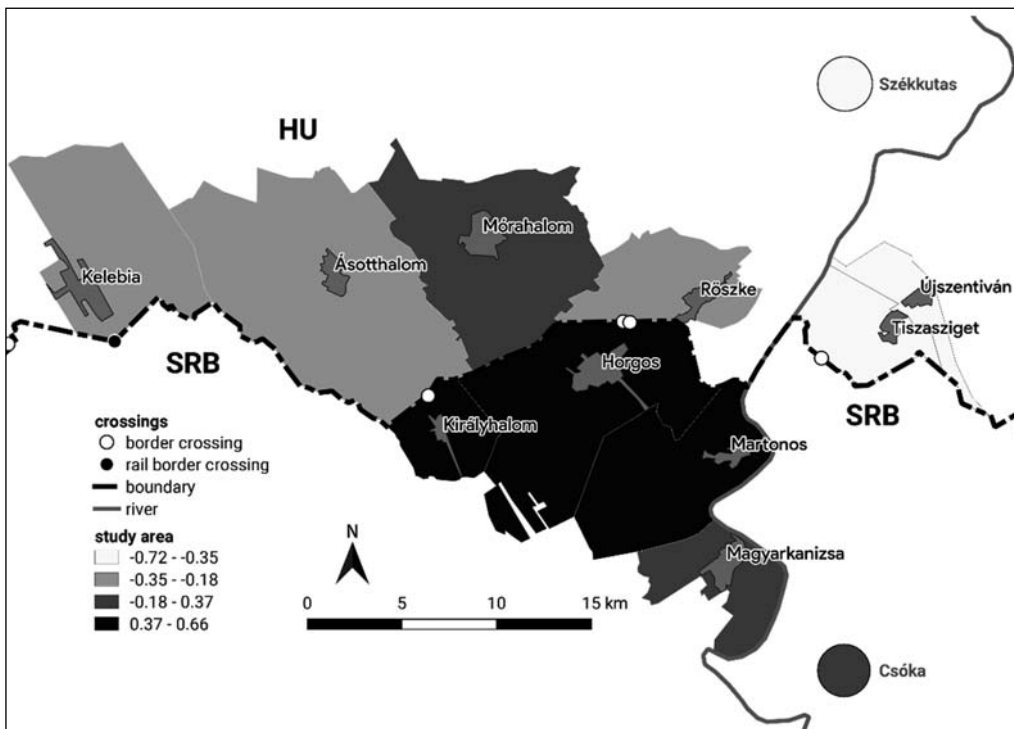 Székkutas
HU
Mórahalom
Kelebia
Ásotthalom
Röszke
Újszentiván
Tiszasziget
SRB
Horgos
SRB
Királyhalom
Martonos
crossings
border crossing
rail border crossing
boundary
river
study area
-0.72 - -0.35
-0.35 - -0.18
-0.18 - 0.37
0.37 - 0.66
N
0 5 10 15 km
Magyarkanizsa
Csóka